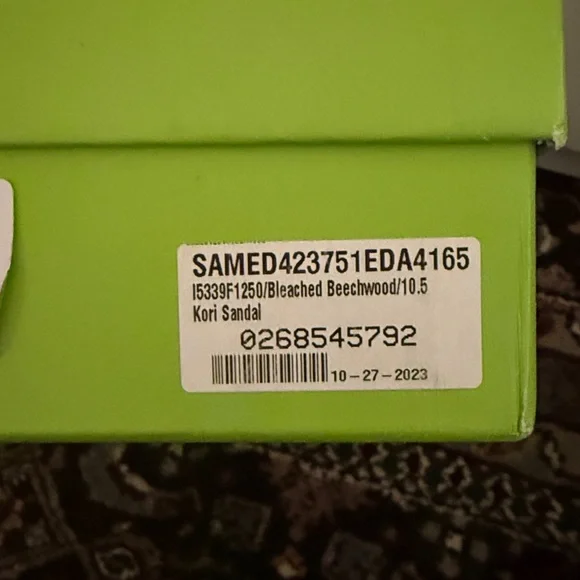 SAMED423751EDA4165
I5339F1250/Bleached Beechwood/10.5
Kori Sandal
0268545792
10-27-2023